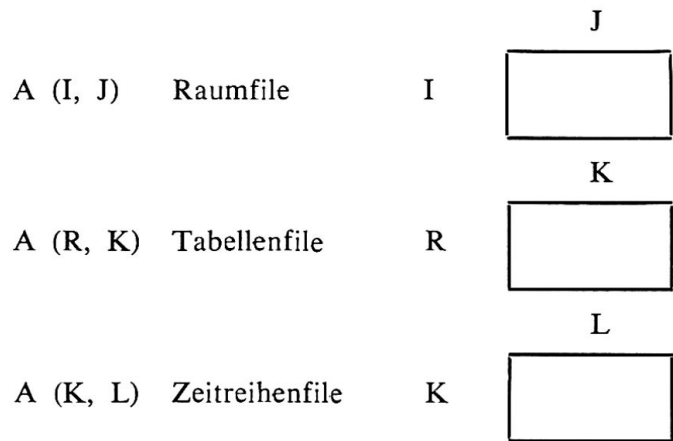 J
A (I, J) Raumfile I
K
A (R, K) Tabellenfile R
L
A (K, L) Zeitreihenfile K